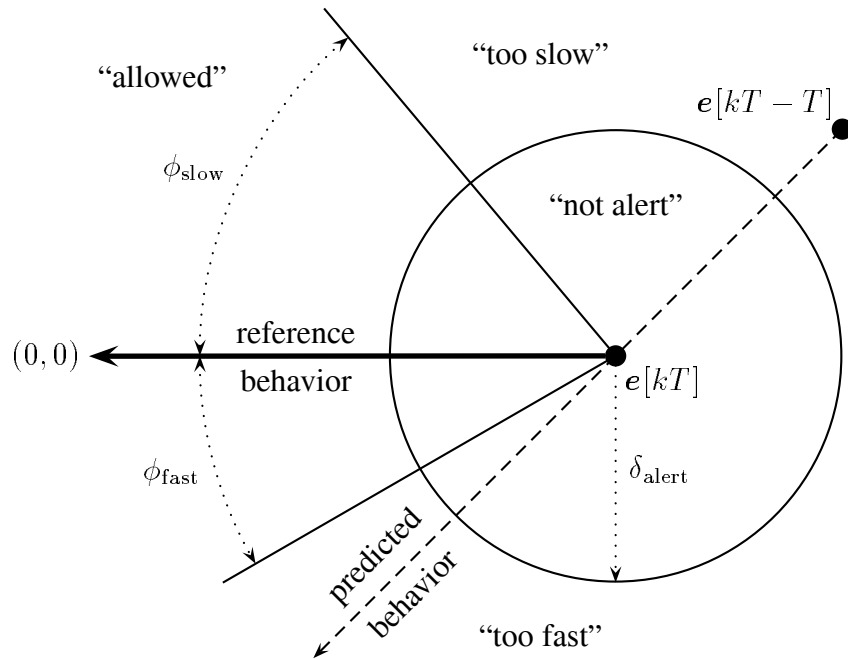 “too slow”
“allowed”
e[kT − T]
ϕslow
“not alert”
reference
(0, 0)
behavior
e[kT]
ϕfast
δalert
predicted
behavior
“too fast”